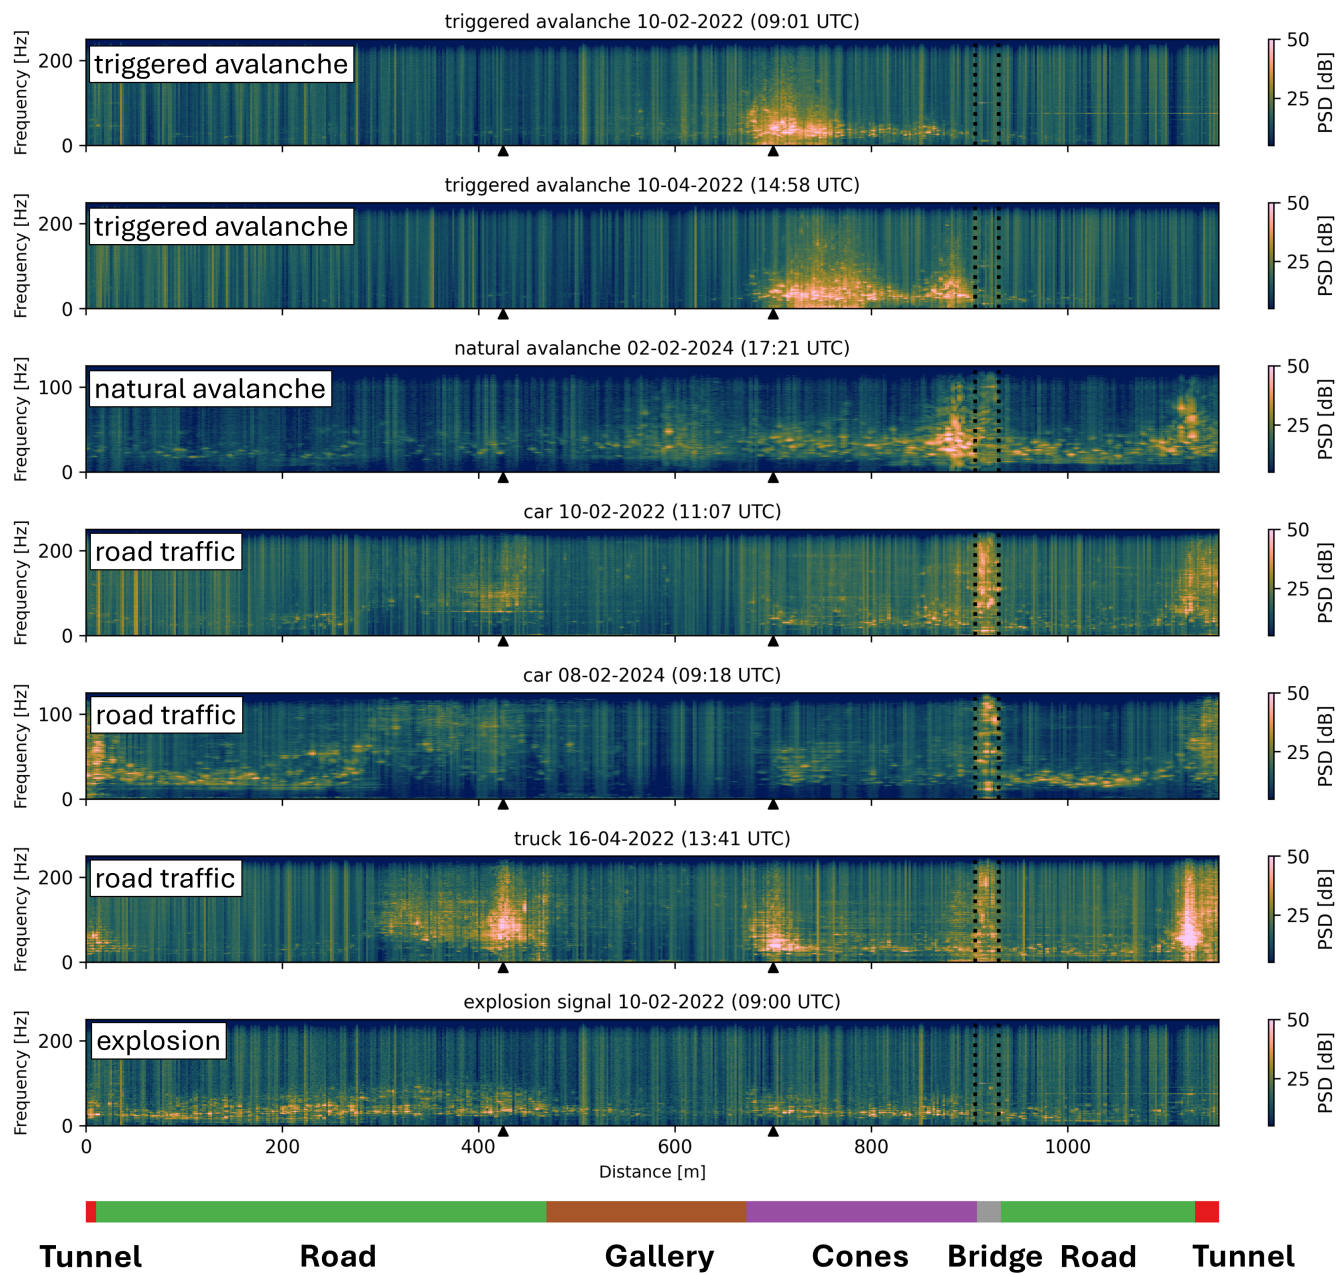 triggered avalanche 10-02-2022 (09:01 UTC)
triggered avalanche
Frequency [Hz]
200
0
50
25
PSD [dB]
triggered avalanche 10-04-2022 (14:58 UTC)
triggered avalanche
Frequency [Hz]
200
0
50
25
PSD [dB]
natural avalanche 02-02-2024 (17:21 UTC)
natural avalanche
Frequency [Hz]
100
0
50
25
PSD [dB]
car 10-02-2022 (11:07 UTC)
road traffic
Frequency [Hz]
200
0
50
25
PSD [dB]
car 08-02-2024 (09:18 UTC)
road traffic
Frequency [Hz]
100
0
50
25
PSD [dB]
truck 16-04-2022 (13:41 UTC)
road traffic
Frequency [Hz]
200
0
50
25
PSD [dB]
explosion signal 10-02-2022 (09:00 UTC)
explosion
Frequency [Hz]
200
0
50
25
PSD [dB]
0 200 400 600 800 1000
Distance [m]
Tunnel Road Gallery Cones Bridge Road Tunnel